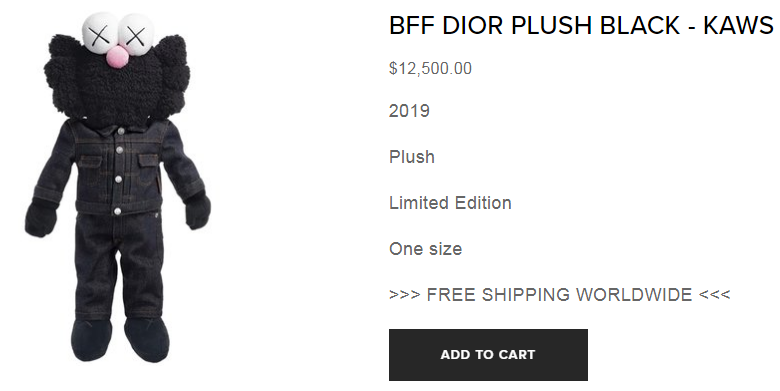 BFF DIOR PLUSH BLACK - KAWS
$12,500.00
2019
Plush
Limited Edition
One size
>>> FREE SHIPPING WORLDWIDE <<<
ADD TO CART